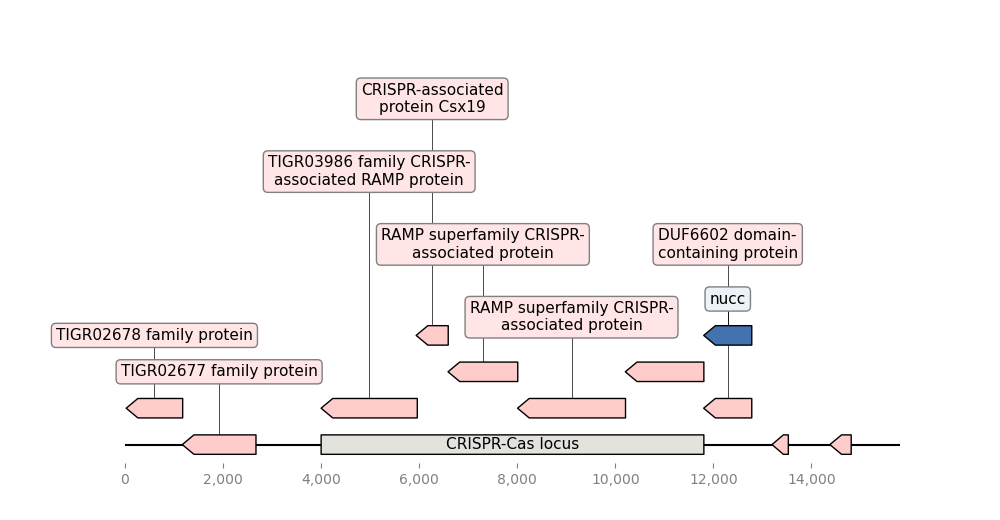 CRISPR-associated
protein Csx19
TIGR03986 family CRISPR-
associated RAMP protein
RAMP superfamily CRISPR-
associated protein
DUF6602 domain-
containing protein
nucc
RAMP superfamily CRISPR-
associated protein
TIGR02678 family protein
TIGR02677 family protein
CRISPR-Cas locus
0
2,000
4,000
6,000
8,000
10,000
12,000
14,000